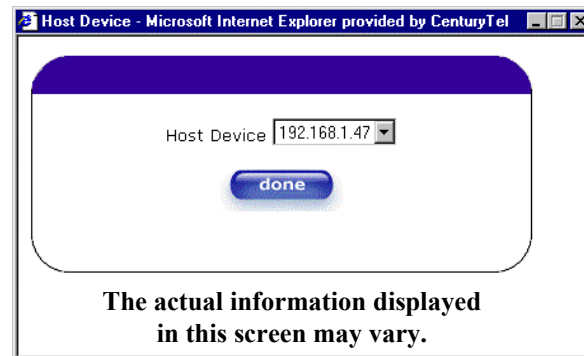 Host Device - Microsoft Internet Explorer provided by CenturyTel
Host Device 192.168.1.47
done
The actual information displayed
in this screen may vary.